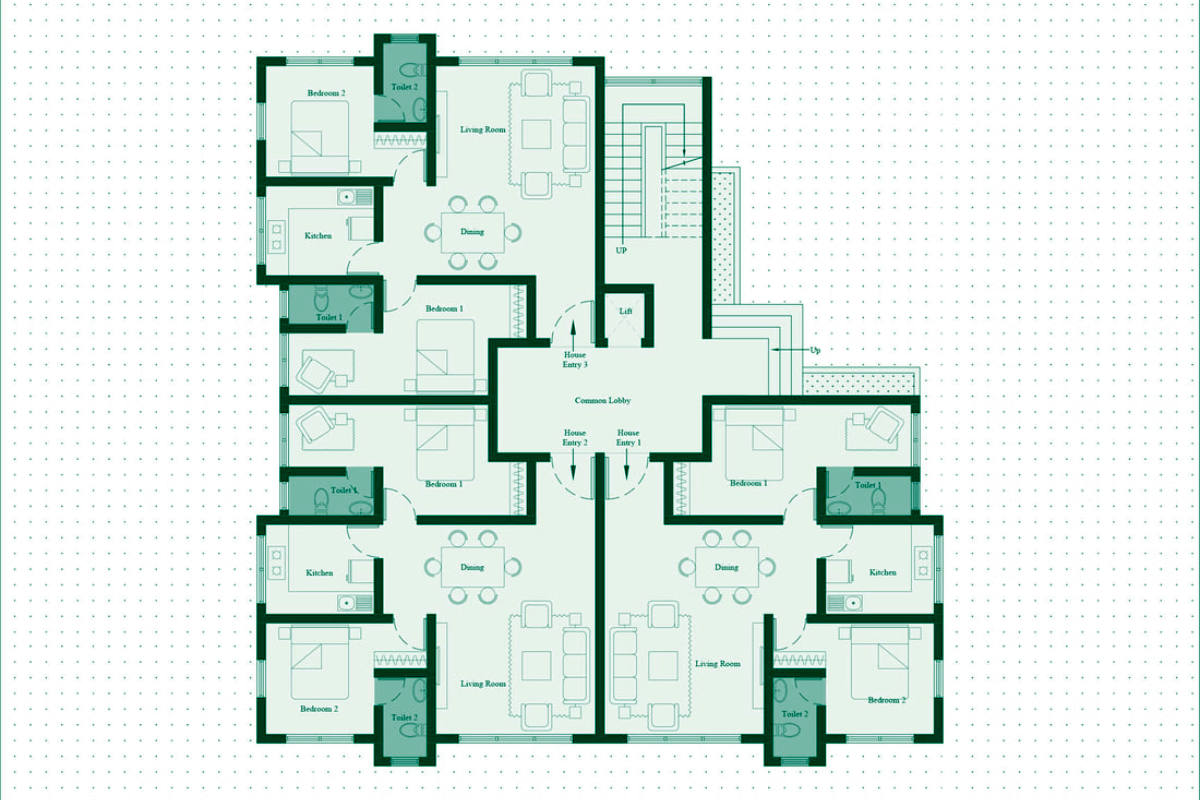 Toilet 2
Bedroom 2
Living Room
Kitchen
Dining
UP
Toilet 1
Bedroom 1
Lift
House
Entry 3
Up
Common Lobby
House
Entry 2
House
Entry 1
Bedroom 1
Toilet 1
Bedroom 1
Toilet 1
Kitchen
Dining
Dining
Kitchen
Living Room
Living Room
Bedroom 2
Toilet 2
Toilet 2
Bedroom 2